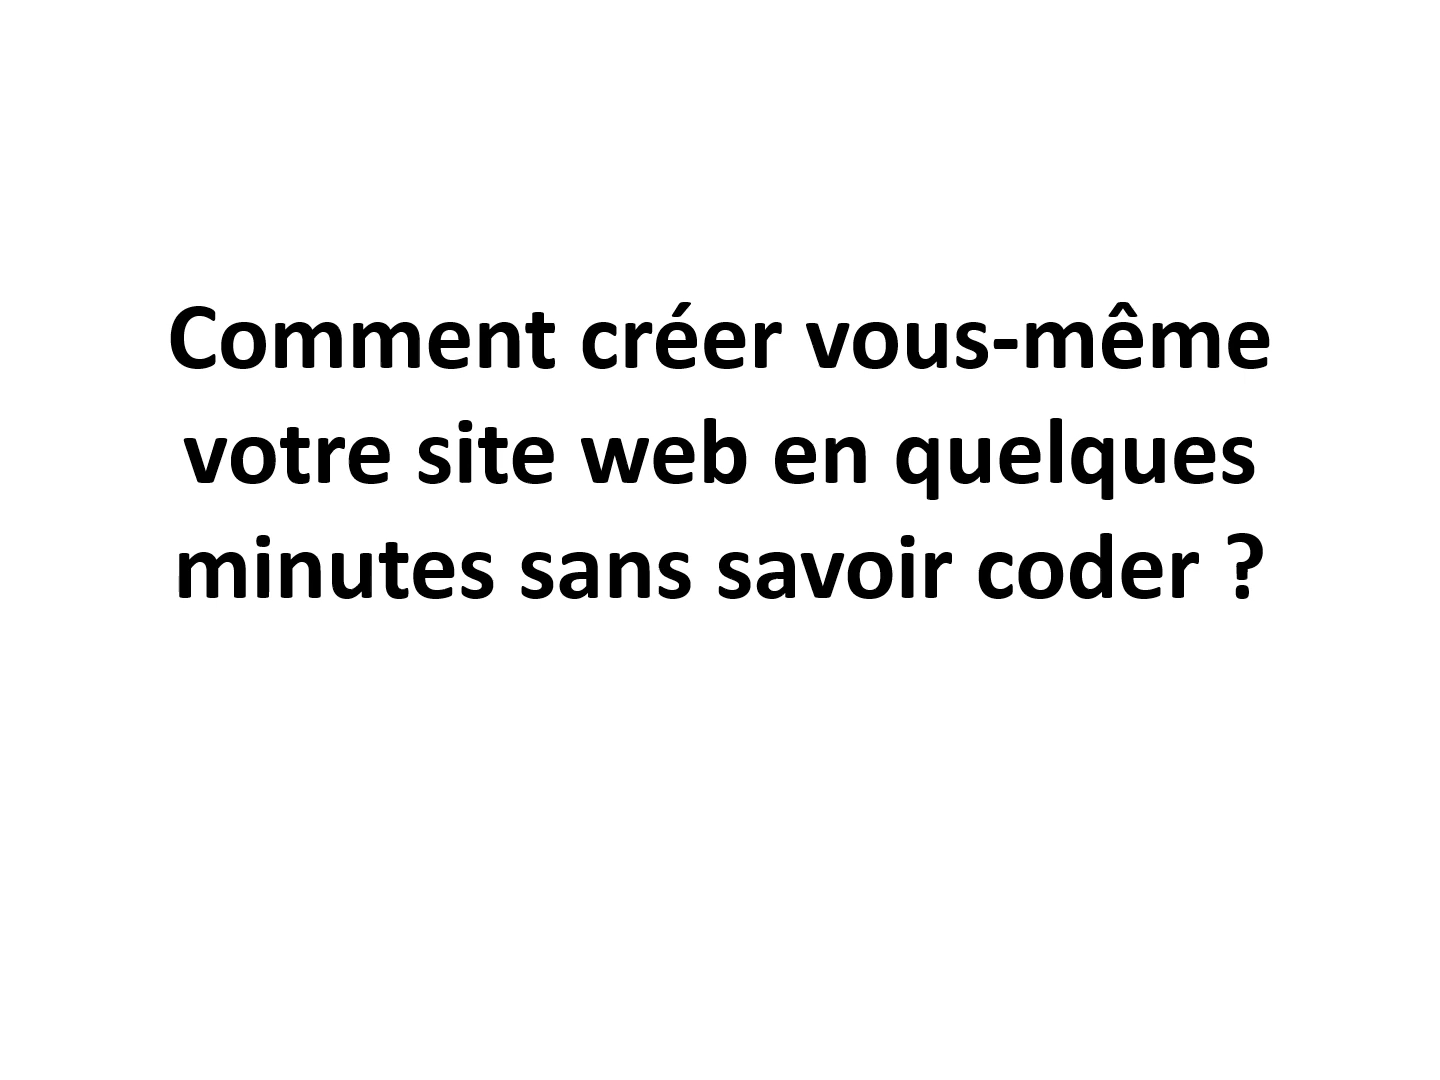 Comment créer vous-même
votre site web en quelques
minutes sans savoir coder ?